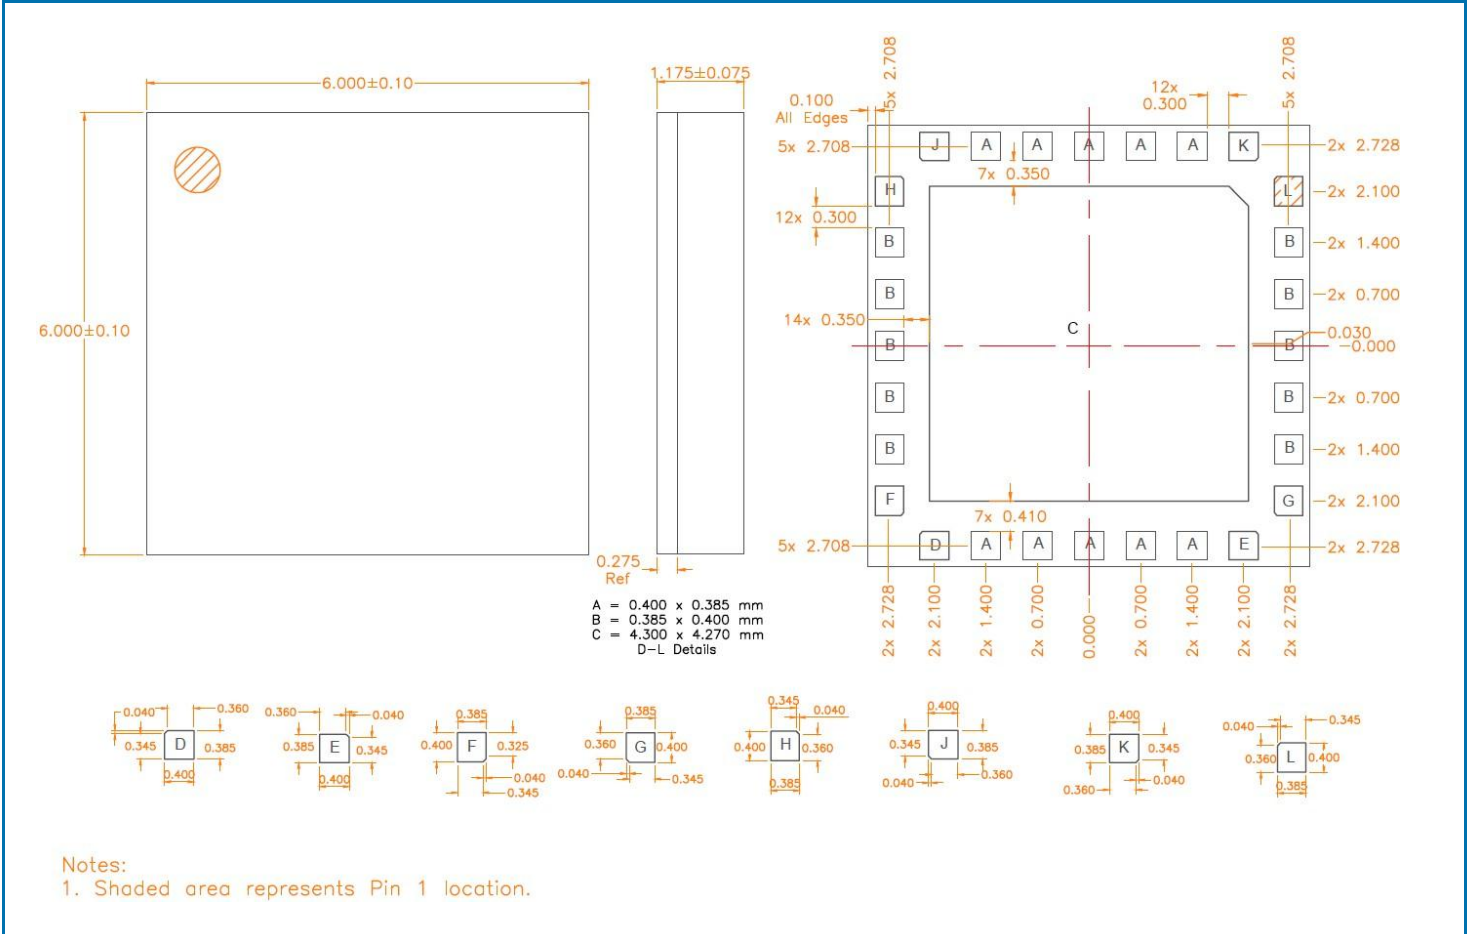 6.000±0.10
1.175±0.075
5x 2.708
5x 2.708
12x
0.300
0.100
All Edges
5x 2.708
J A A A A A K
2x 2.728
7x 0.350
H
L
2x 2.100
12x 0.300
B
B
2x 1.400
B
B
2x 0.700
6.000±0.10
14x 0.350
C
0.030
B
B
0.000
B
B
2x 0.700
B
B
2x 1.400
F
G
2x 2.100
7x 0.410
5x 2.708
D A A A A A E
2x 2.728
0.275
Ref
2x 2.728
2x 2.100
2x 1.400
2x 0.700
0.000
2x 0.700
2x 1.400
2x 2.100
2x 2.728
A = 0.400 x 0.385 mm
B = 0.385 x 0.400 mm
C = 4.300 x 4.270 mm
D-L Details
0.040 0.360
0.345 D 0.385
0.400
0.360 0.040
0.385 E 0.345
0.400
0.385
0.400 F 0.325
0.040
0.345
0.385
0.360 G 0.400
0.040 0.345
0.345
0.040
0.400 H 0.360
0.385
0.400
0.345 J 0.385
0.040 0.360
0.400
0.385 K 0.345
0.360 0.040
0.345
0.040
0.360 L 0.400
0.385
Notes:
1. Shaded area represents Pin 1 location.